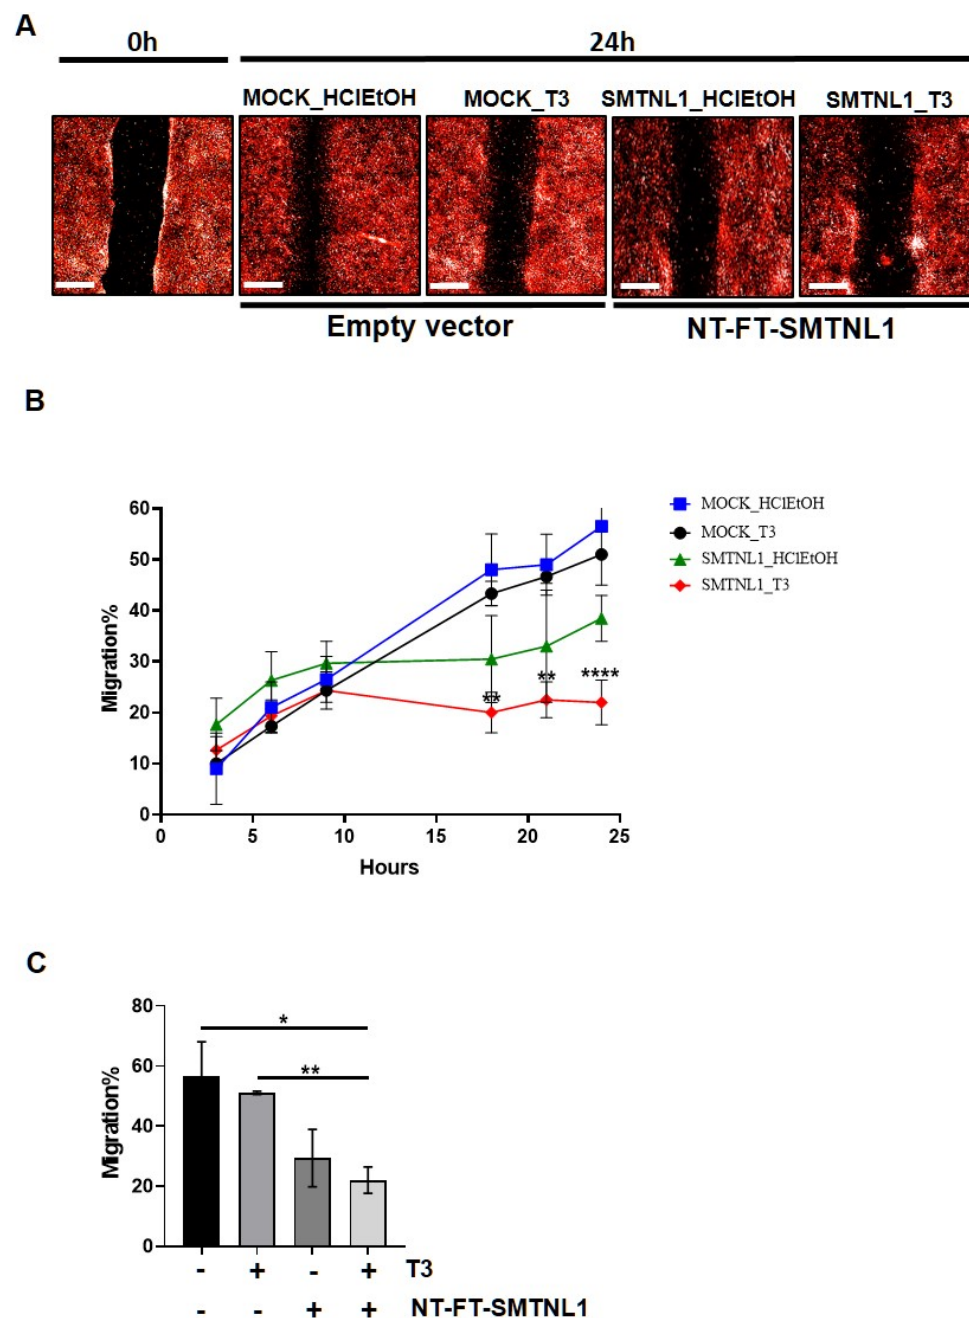 A
0h
24h
MOCK_HClEtOH
MOCK_T3
SMTNL1_HClEtOH
SMTNL1_T3
Empty vector
NT-FT-SMTNL1
B
Migration%
60
50
40
30
20
10
0
0
5
10
15
20
25
Hours
**
**
****
MOCK_HClEtOH
MOCK_T3
SMTNL1_HClEtOH
SMTNL1_T3
C
Migration%
80
60
40
20
0
*
**
- + - + T3
- - + + NT-FT-SMTNL1